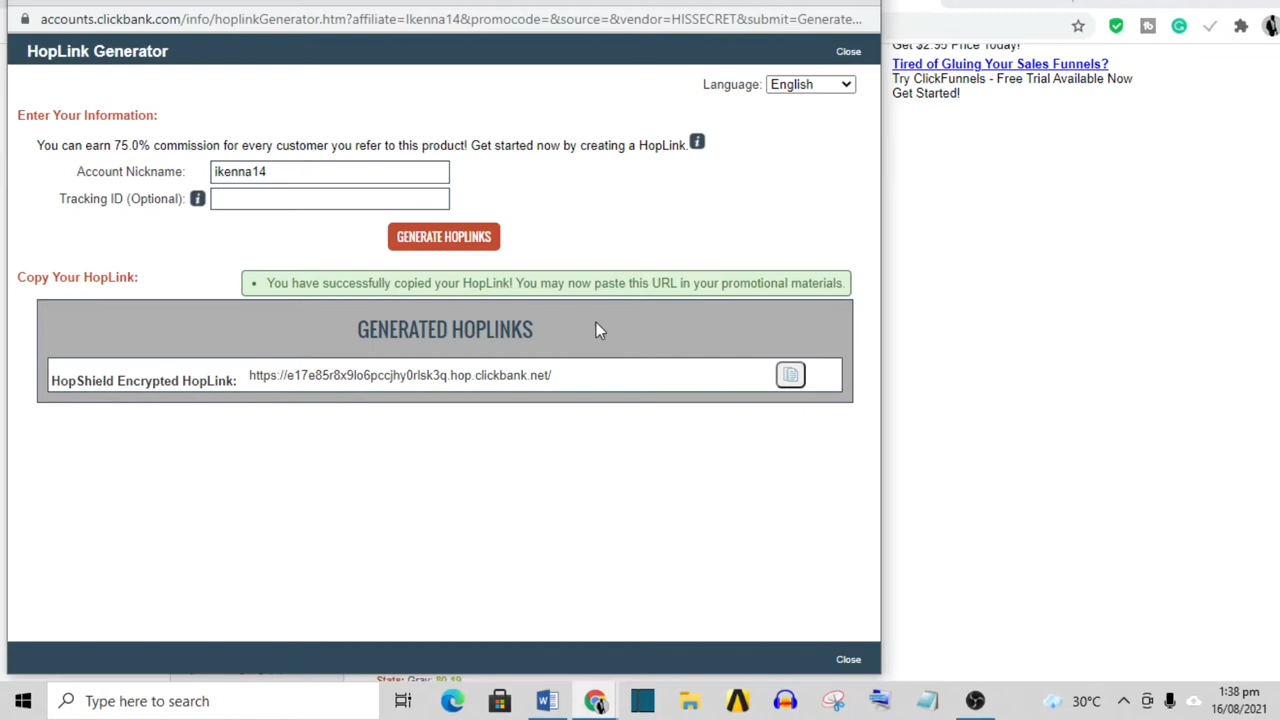 accounts.clickbank.com/info/hoplinkGenerator.htm?affiliate=Ikenna14&promocode=&source=&vendor=HISSECRET&submit=Generate...
HopLink Generator
Close
Language: English
Enter Your Information:
You can earn 75.0% commission for every customer you refer to this product! Get started now by creating a HopLink.
Account Nickname: ikenna14
Tracking ID (Optional):
GENERATE HOPLINKS
Copy Your HopLink:
• You have successfully copied your HopLink! You may now paste this URL in your promotional materials.
GENERATED HOPLINKS
HopShield Encrypted HopLink: https://e17e85r8x9lo6pccjhy0rlsk3q.hop.clickbank.net/
Close
Get $2.95 Price Today!
Tired of Gluing Your Sales Funnels?
Try ClickFunnels - Free Trial Available Now
Get Started!
Type here to search
30°C
1:38 pm
16/08/2021